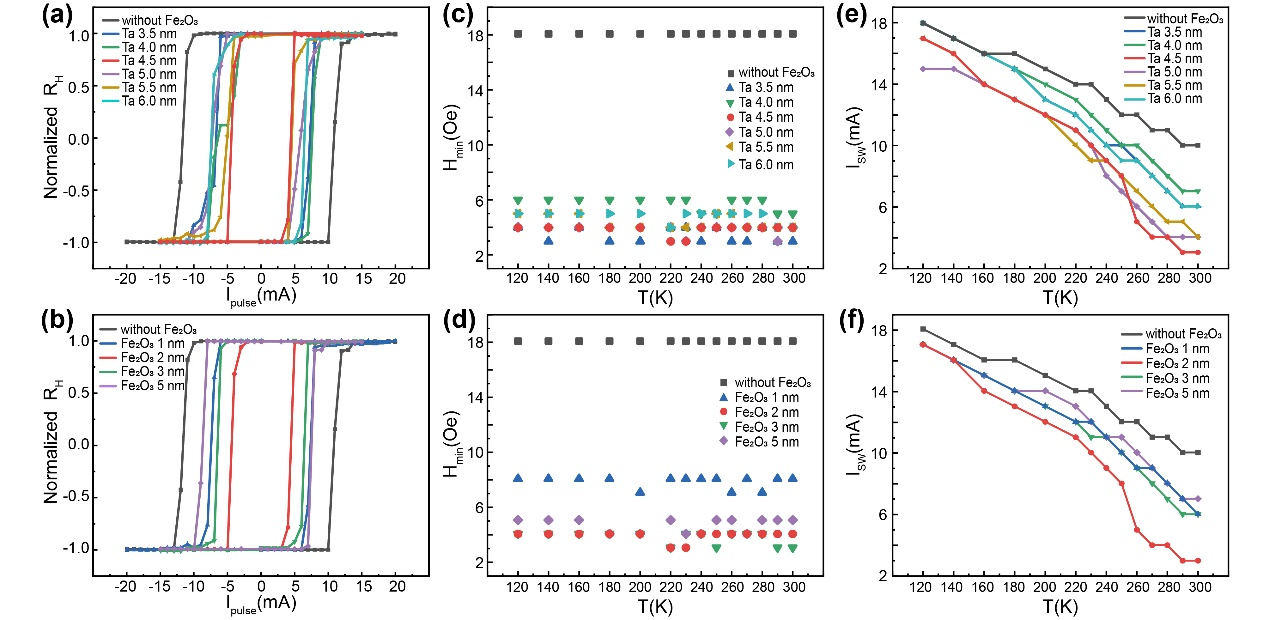 (a)
without Fe₂O₃
Ta 3.5 nm
Ta 4.0 nm
Ta 4.5 nm
Ta 5.0 nm
Ta 5.5 nm
Ta 6.0 nm
1.0
0.5
0.0
-0.5
-1.0
Normalized R_H
-20 -15 -10 -5 0 5 10 15 20
I_pulse(mA)
(c)
18
14
10
6
2
H_min(Oe)
without Fe₂O₃
Ta 3.5 nm
Ta 4.0 nm
Ta 4.5 nm
Ta 5.0 nm
Ta 5.5 nm
Ta 6.0 nm
120 140 160 180 200 220 240 260 280 300
T(K)
(e)
18
14
10
6
2
I_SW(mA)
without Fe₂O₃
Ta 3.5 nm
Ta 4.0 nm
Ta 4.5 nm
Ta 5.0 nm
Ta 5.5 nm
Ta 6.0 nm
120 140 160 180 200 220 240 260 280 300
T(K)
(b)
without Fe₂O₃
Fe₂O₃ 1 nm
Fe₂O₃ 2 nm
Fe₂O₃ 3 nm
Fe₂O₃ 5 nm
1.0
0.5
0.0
-0.5
-1.0
Normalized R_H
-20 -15 -10 -5 0 5 10 15 20
I_pulse(mA)
(d)
18
14
10
6
2
H_min(Oe)
without Fe₂O₃
Fe₂O₃ 1 nm
Fe₂O₃ 2 nm
Fe₂O₃ 3 nm
Fe₂O₃ 5 nm
120 140 160 180 200 220 240 260 280 300
T(K)
(f)
18
14
10
6
2
I_SW(mA)
without Fe₂O₃
Fe₂O₃ 1 nm
Fe₂O₃ 2 nm
Fe₂O₃ 3 nm
Fe₂O₃ 5 nm
120 140 160 180 200 220 240 260 280 300
T(K)